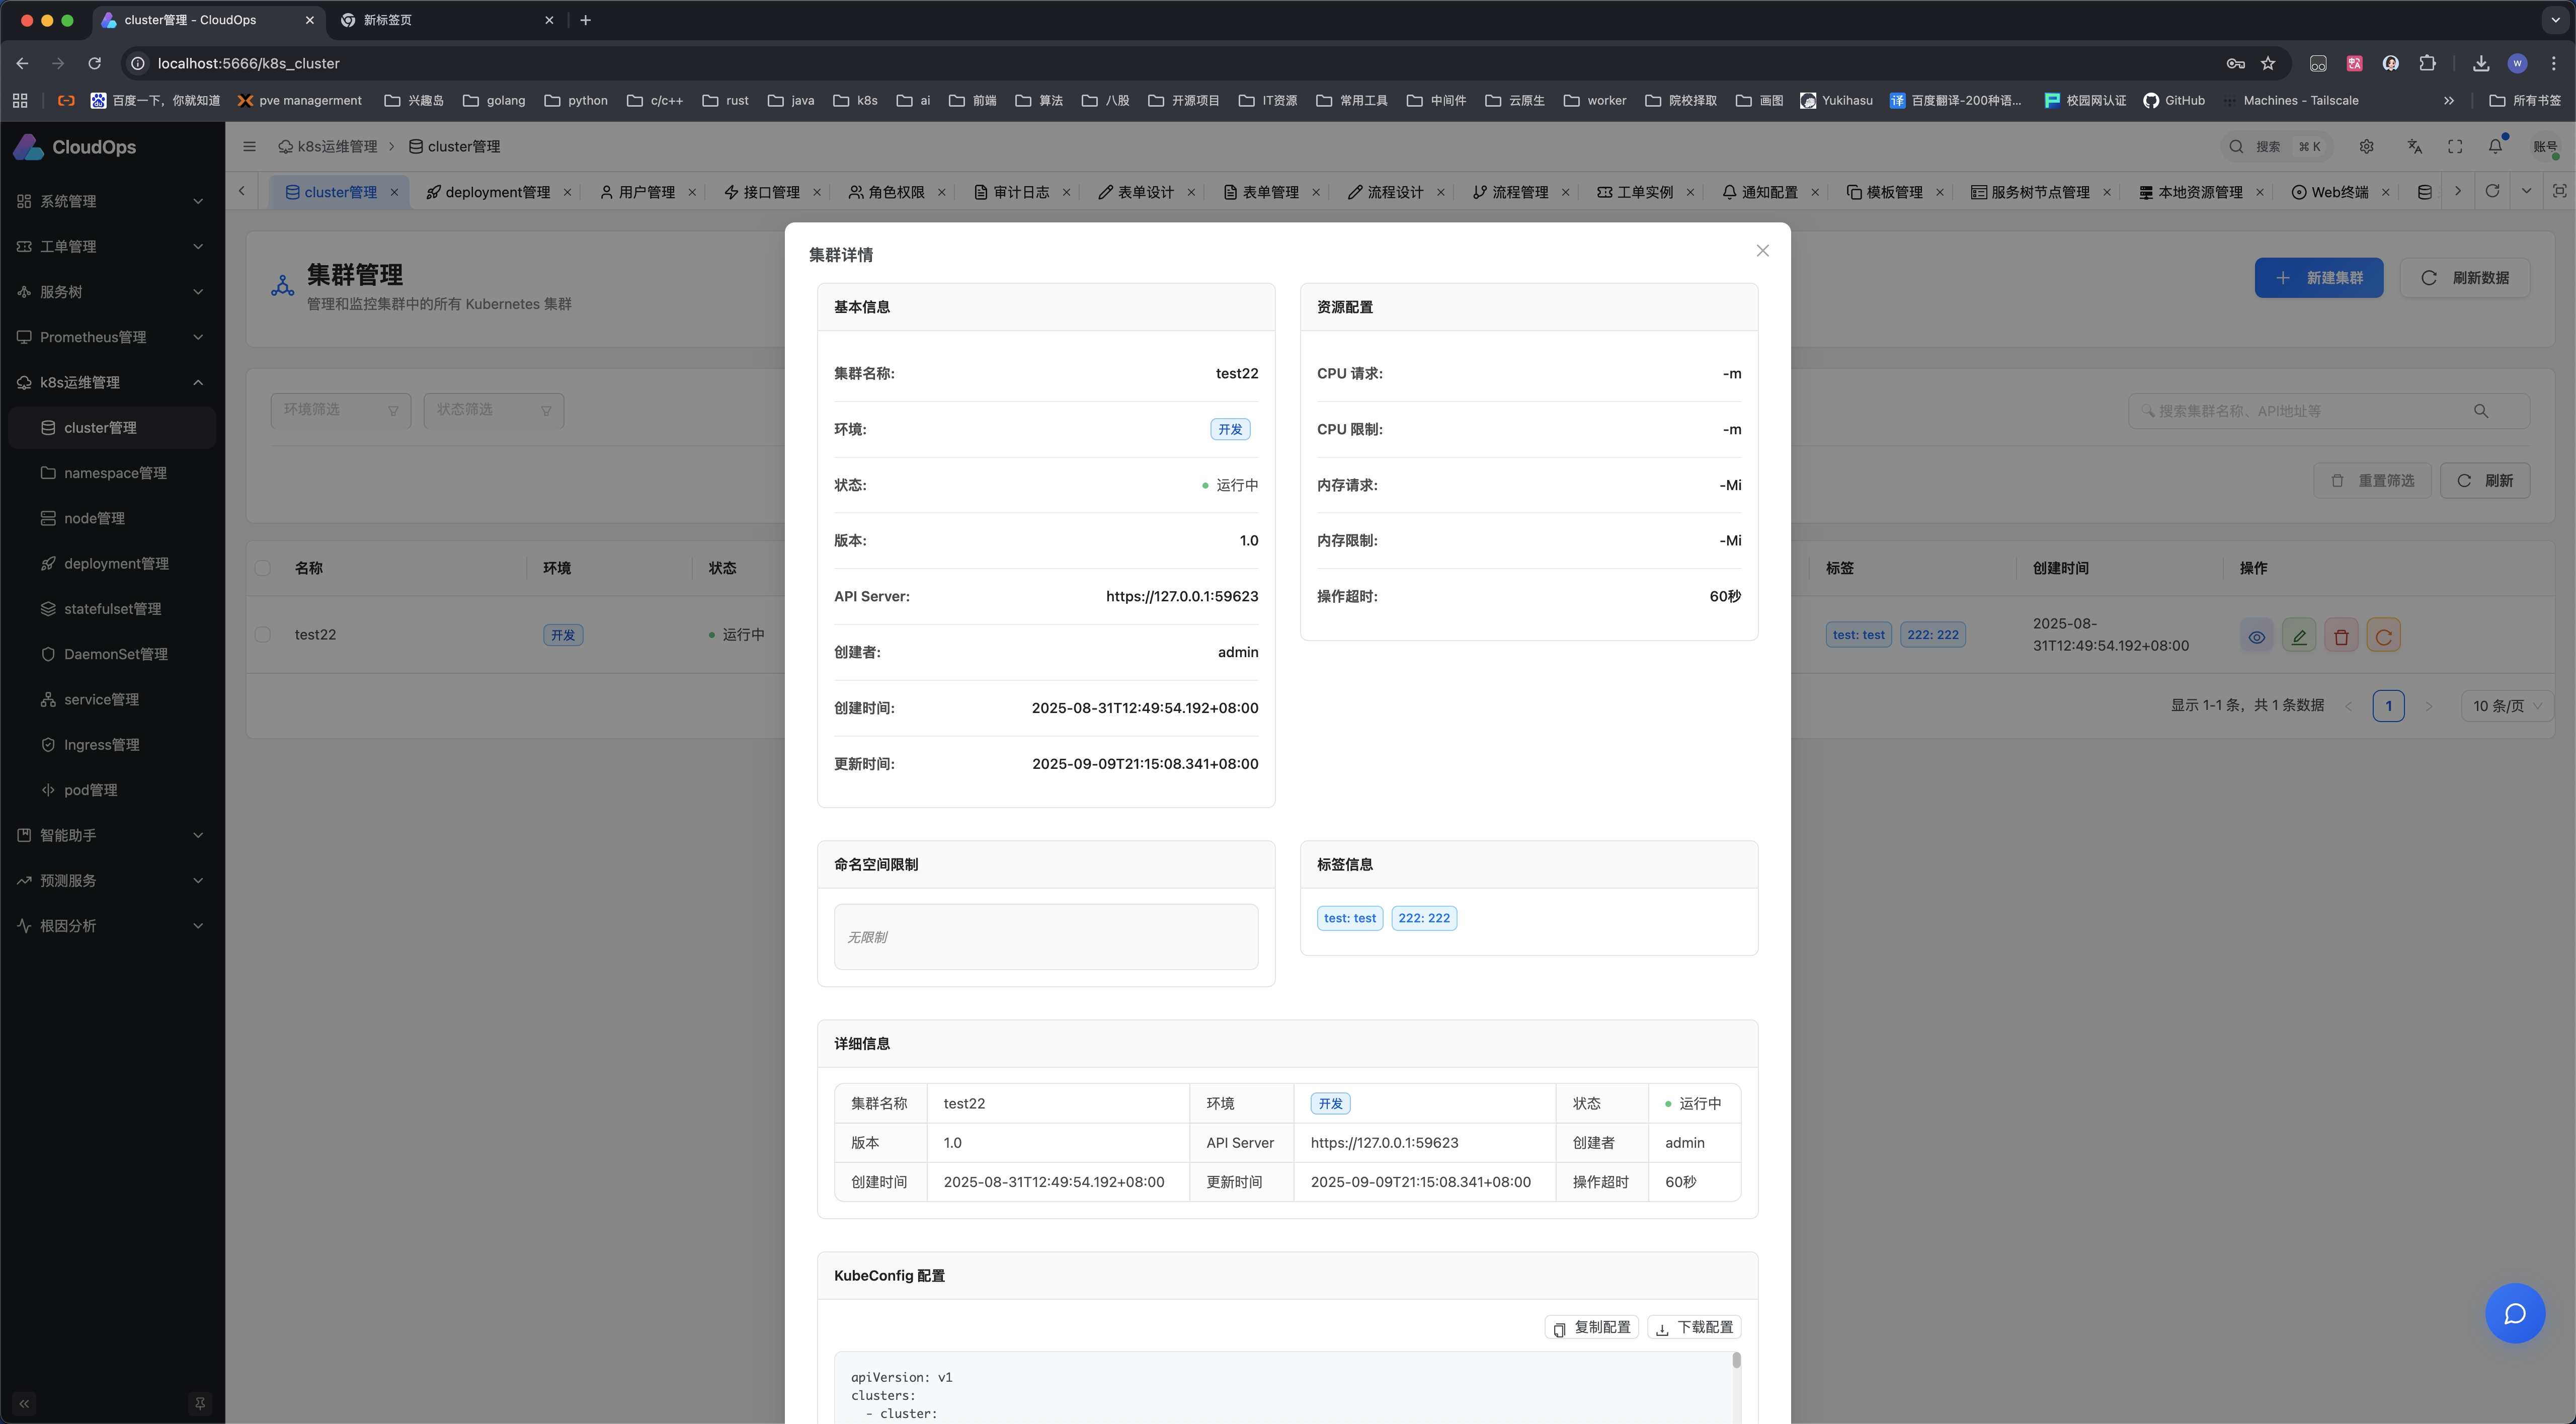 cluster管理 - CloudOps
新标签页
localhost:5666/k8s_cluster
W
百度一下，你就知道
pve managerment
兴趣岛
golang
python
c/c++
rust
java
k8s
ai
前端
算法
八股
开源项目
IT资源
常用工具
中间件
云原生
worker
院校择取
画图
Yukihasu
译 百度翻译-200种语...
校园网认证
GitHub
Machines - Tailscale
所有书签
CloudOps
k8s运维管理 > cluster管理
搜索 ⌘ K
账号
系统管理
工单管理
服务树
Prometheus管理
k8s运维管理
cluster管理
namespace管理
node管理
deployment管理
statefulset管理
DaemonSet管理
service管理
Ingress管理
pod管理
智能助手
预测服务
根因分析
cluster管理
deployment管理
用户管理
接口管理
角色权限
审计日志
表单设计
表单管理
流程设计
流程管理
工单实例
通知配置
模板管理
服务树节点管理
本地资源管理
Web终端
集群管理
管理和监控集群中的所有 Kubernetes 集群
新建集群
刷新数据
环境筛选
状态筛选
搜索集群名称、API地址等
重置筛选
刷新
名称
环境
状态
标签
创建时间
操作
test22
开发
运行中
test: test
222: 222
2025-08-
31T12:49:54.192+08:00
显示 1-1 条，共 1 条数据
1
10 条/页
集群详情
基本信息
集群名称: test22
环境: 开发
状态: 运行中
版本: 1.0
API Server: https://127.0.0.1:59623
创建者: admin
创建时间: 2025-08-31T12:49:54.192+08:00
更新时间: 2025-09-09T21:15:08.341+08:00
资源配置
CPU 请求: -m
CPU 限制: -m
内存请求: -Mi
内存限制: -Mi
操作超时: 60秒
命名空间限制
无限制
标签信息
test: test
222: 222
详细信息
集群名称 test22 环境 开发 状态 运行中
版本 1.0 API Server https://127.0.0.1:59623 创建者 admin
创建时间 2025-08-31T12:49:54.192+08:00 更新时间 2025-09-09T21:15:08.341+08:00 操作超时 60秒
KubeConfig 配置
复制配置
下载配置
apiVersion: v1
clusters:
- cluster: